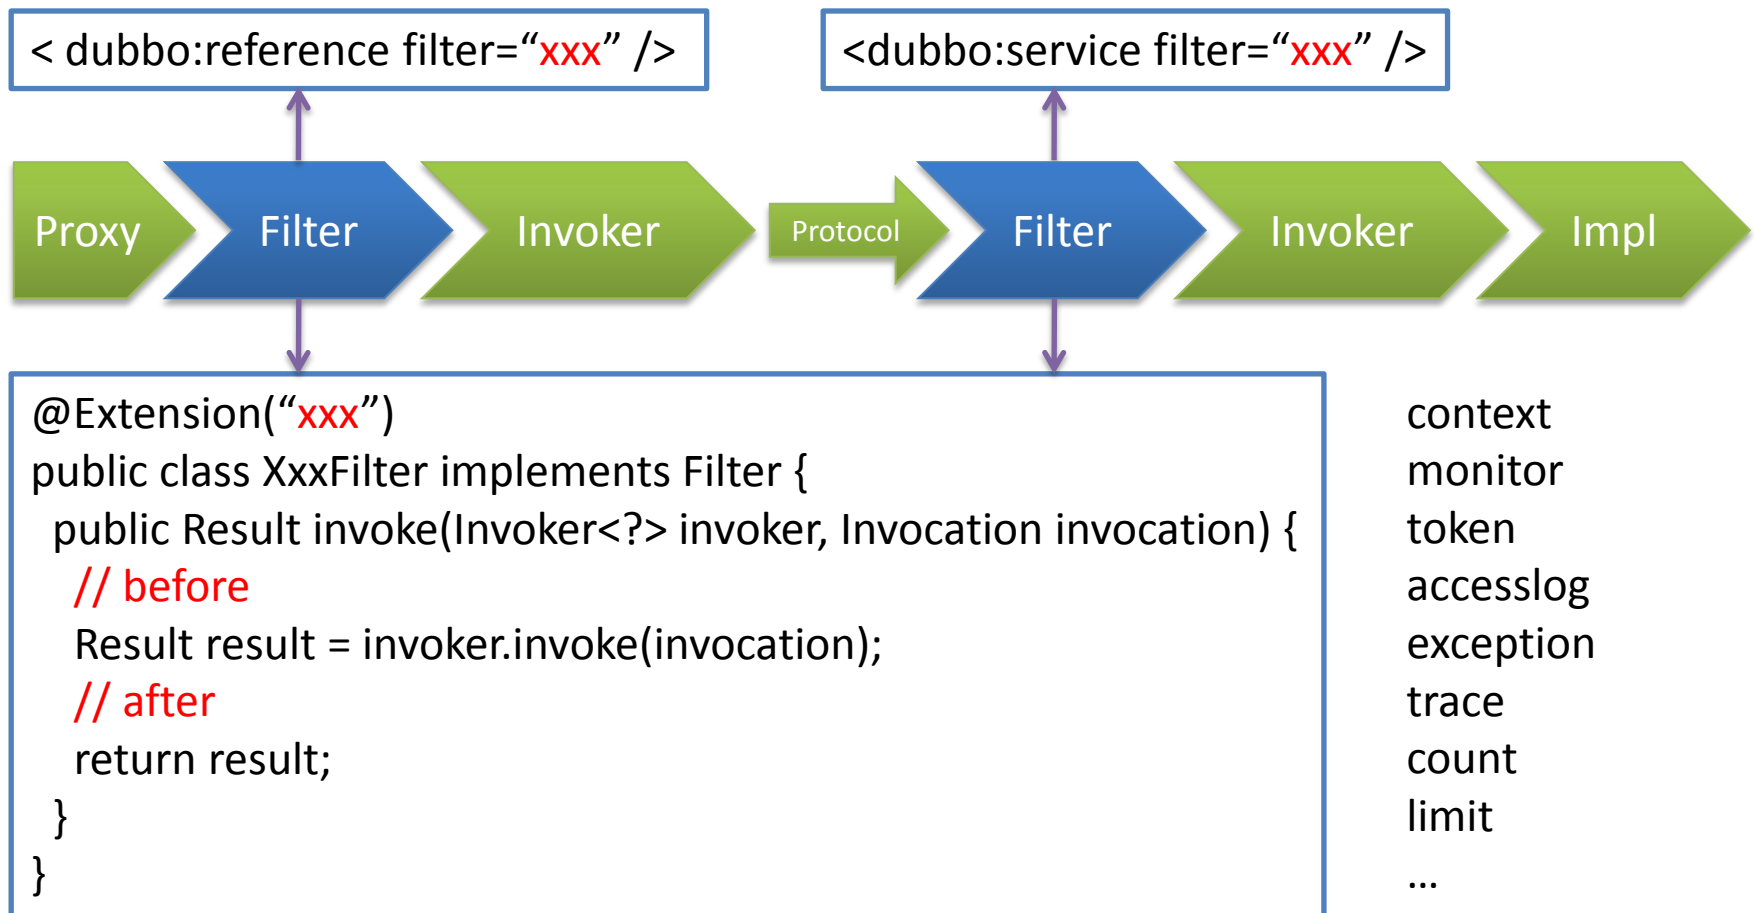 < dubbo:reference filter=“xxx” />
<dubbo:service filter=“xxx” />
Proxy
Filter
Invoker
Protocol
Filter
Invoker
Impl
@Extension(“xxx”)
public class XxxFilter implements Filter {
public Result invoke(Invoker<?> invoker, Invocation invocation) {
// before
Result result = invoker.invoke(invocation);
// after
return result;
}
}
context
monitor
token
accesslog
exception
trace
count
limit
...